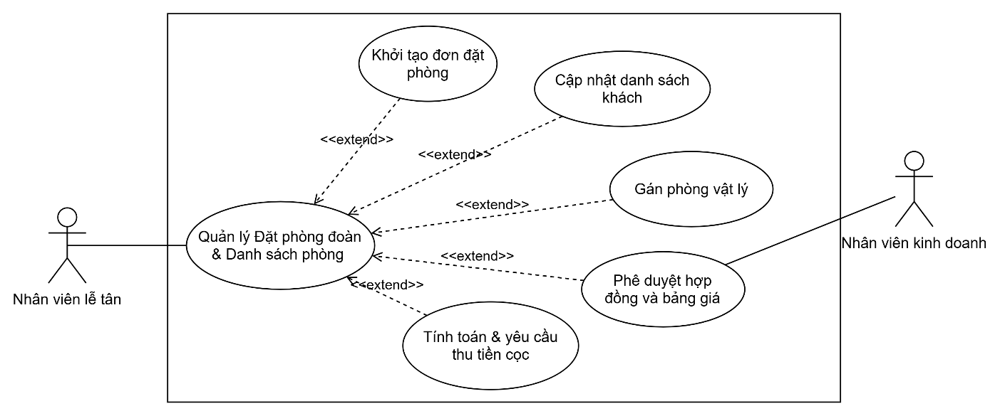 Khởi tạo đơn đặt
phòng
Cập nhật danh sách
khách
<<extend>>
<<extend>>
Gán phòng vật lý
<<extend>>
Quản lý Đặt phòng đoàn
& Danh sách phòng
Nhân viên kinh doanh
<<extend>>
Phê duyệt hợp
đồng và bảng giá
<<extend>>
Nhân viên lễ tân
Tính toán & yêu cầu
thu tiền cọc